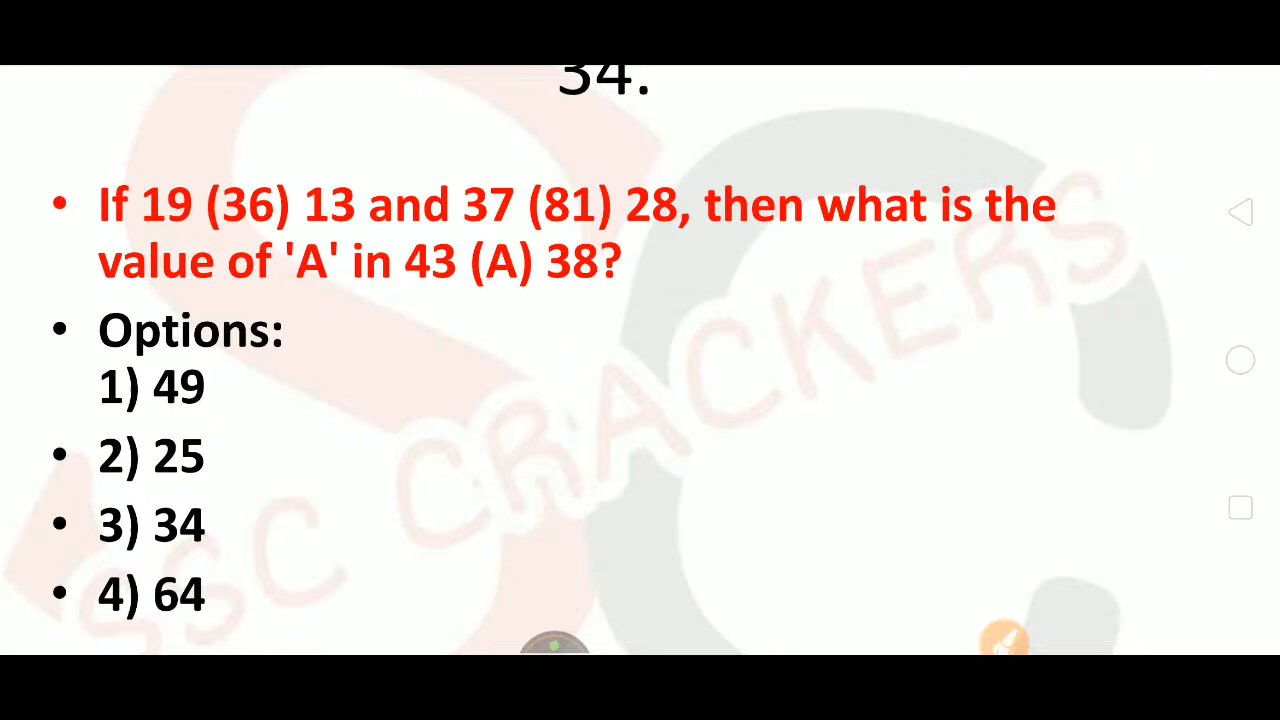 34.
• If 19 (36) 13 and 37 (81) 28, then what is the
value of 'A' in 43 (A) 38?
• Options:
1) 49
• 2) 25
• 3) 34
• 4) 64
SSC CRACKERS